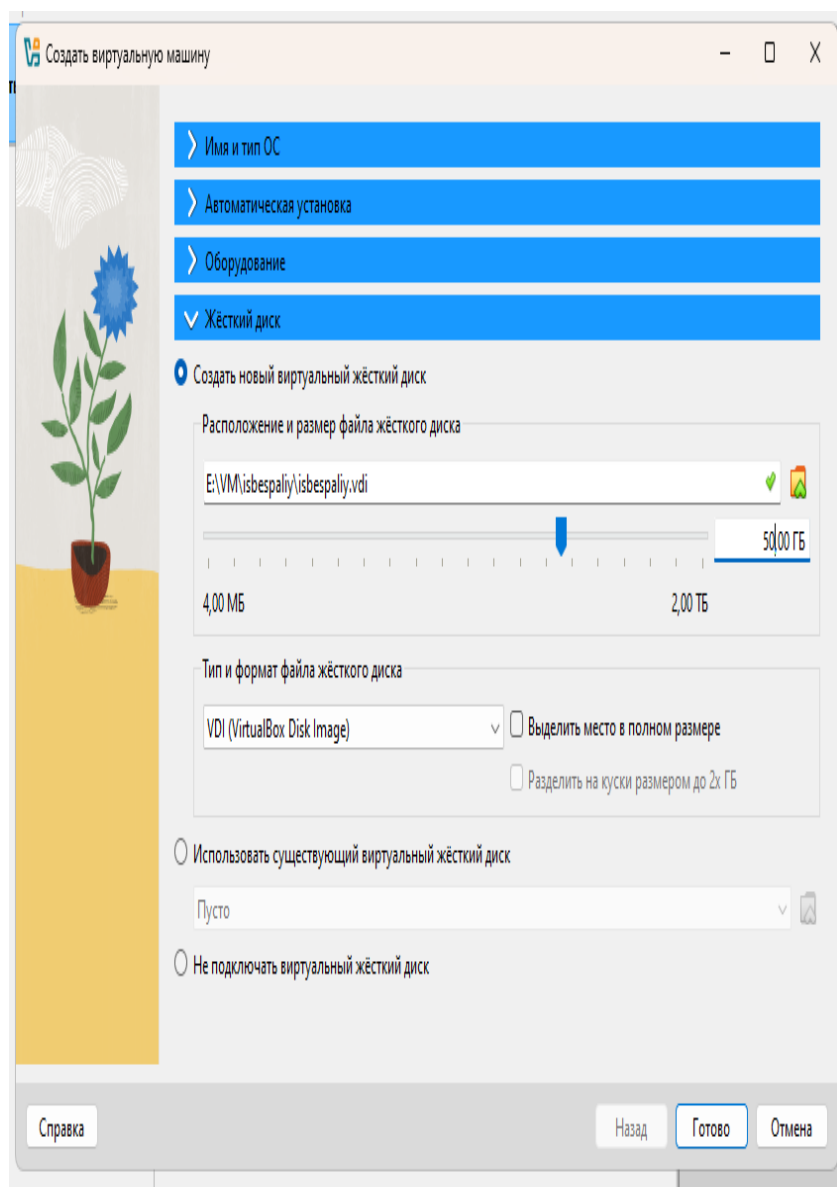 Создать виртуальную машину
Имя и тип ОС
Автоматическая установка
Оборудование
Жёсткий диск
Создать новый виртуальный жёсткий диск
Расположение и размер файла жёсткого диска
E:\VM\isbespaliy\isbespaliy.vdi
50,00 ГБ
4,00 МБ 2,00 ТБ
Тип и формат файла жёсткого диска
VDI (VirtualBox Disk Image) Выделить место в полном размере
Разделить на куски размером до 2х ГБ
Использовать существующий виртуальный жёсткий диск
Пусто
Не подключать виртуальный жёсткий диск
Справка Назад Готово Отмена